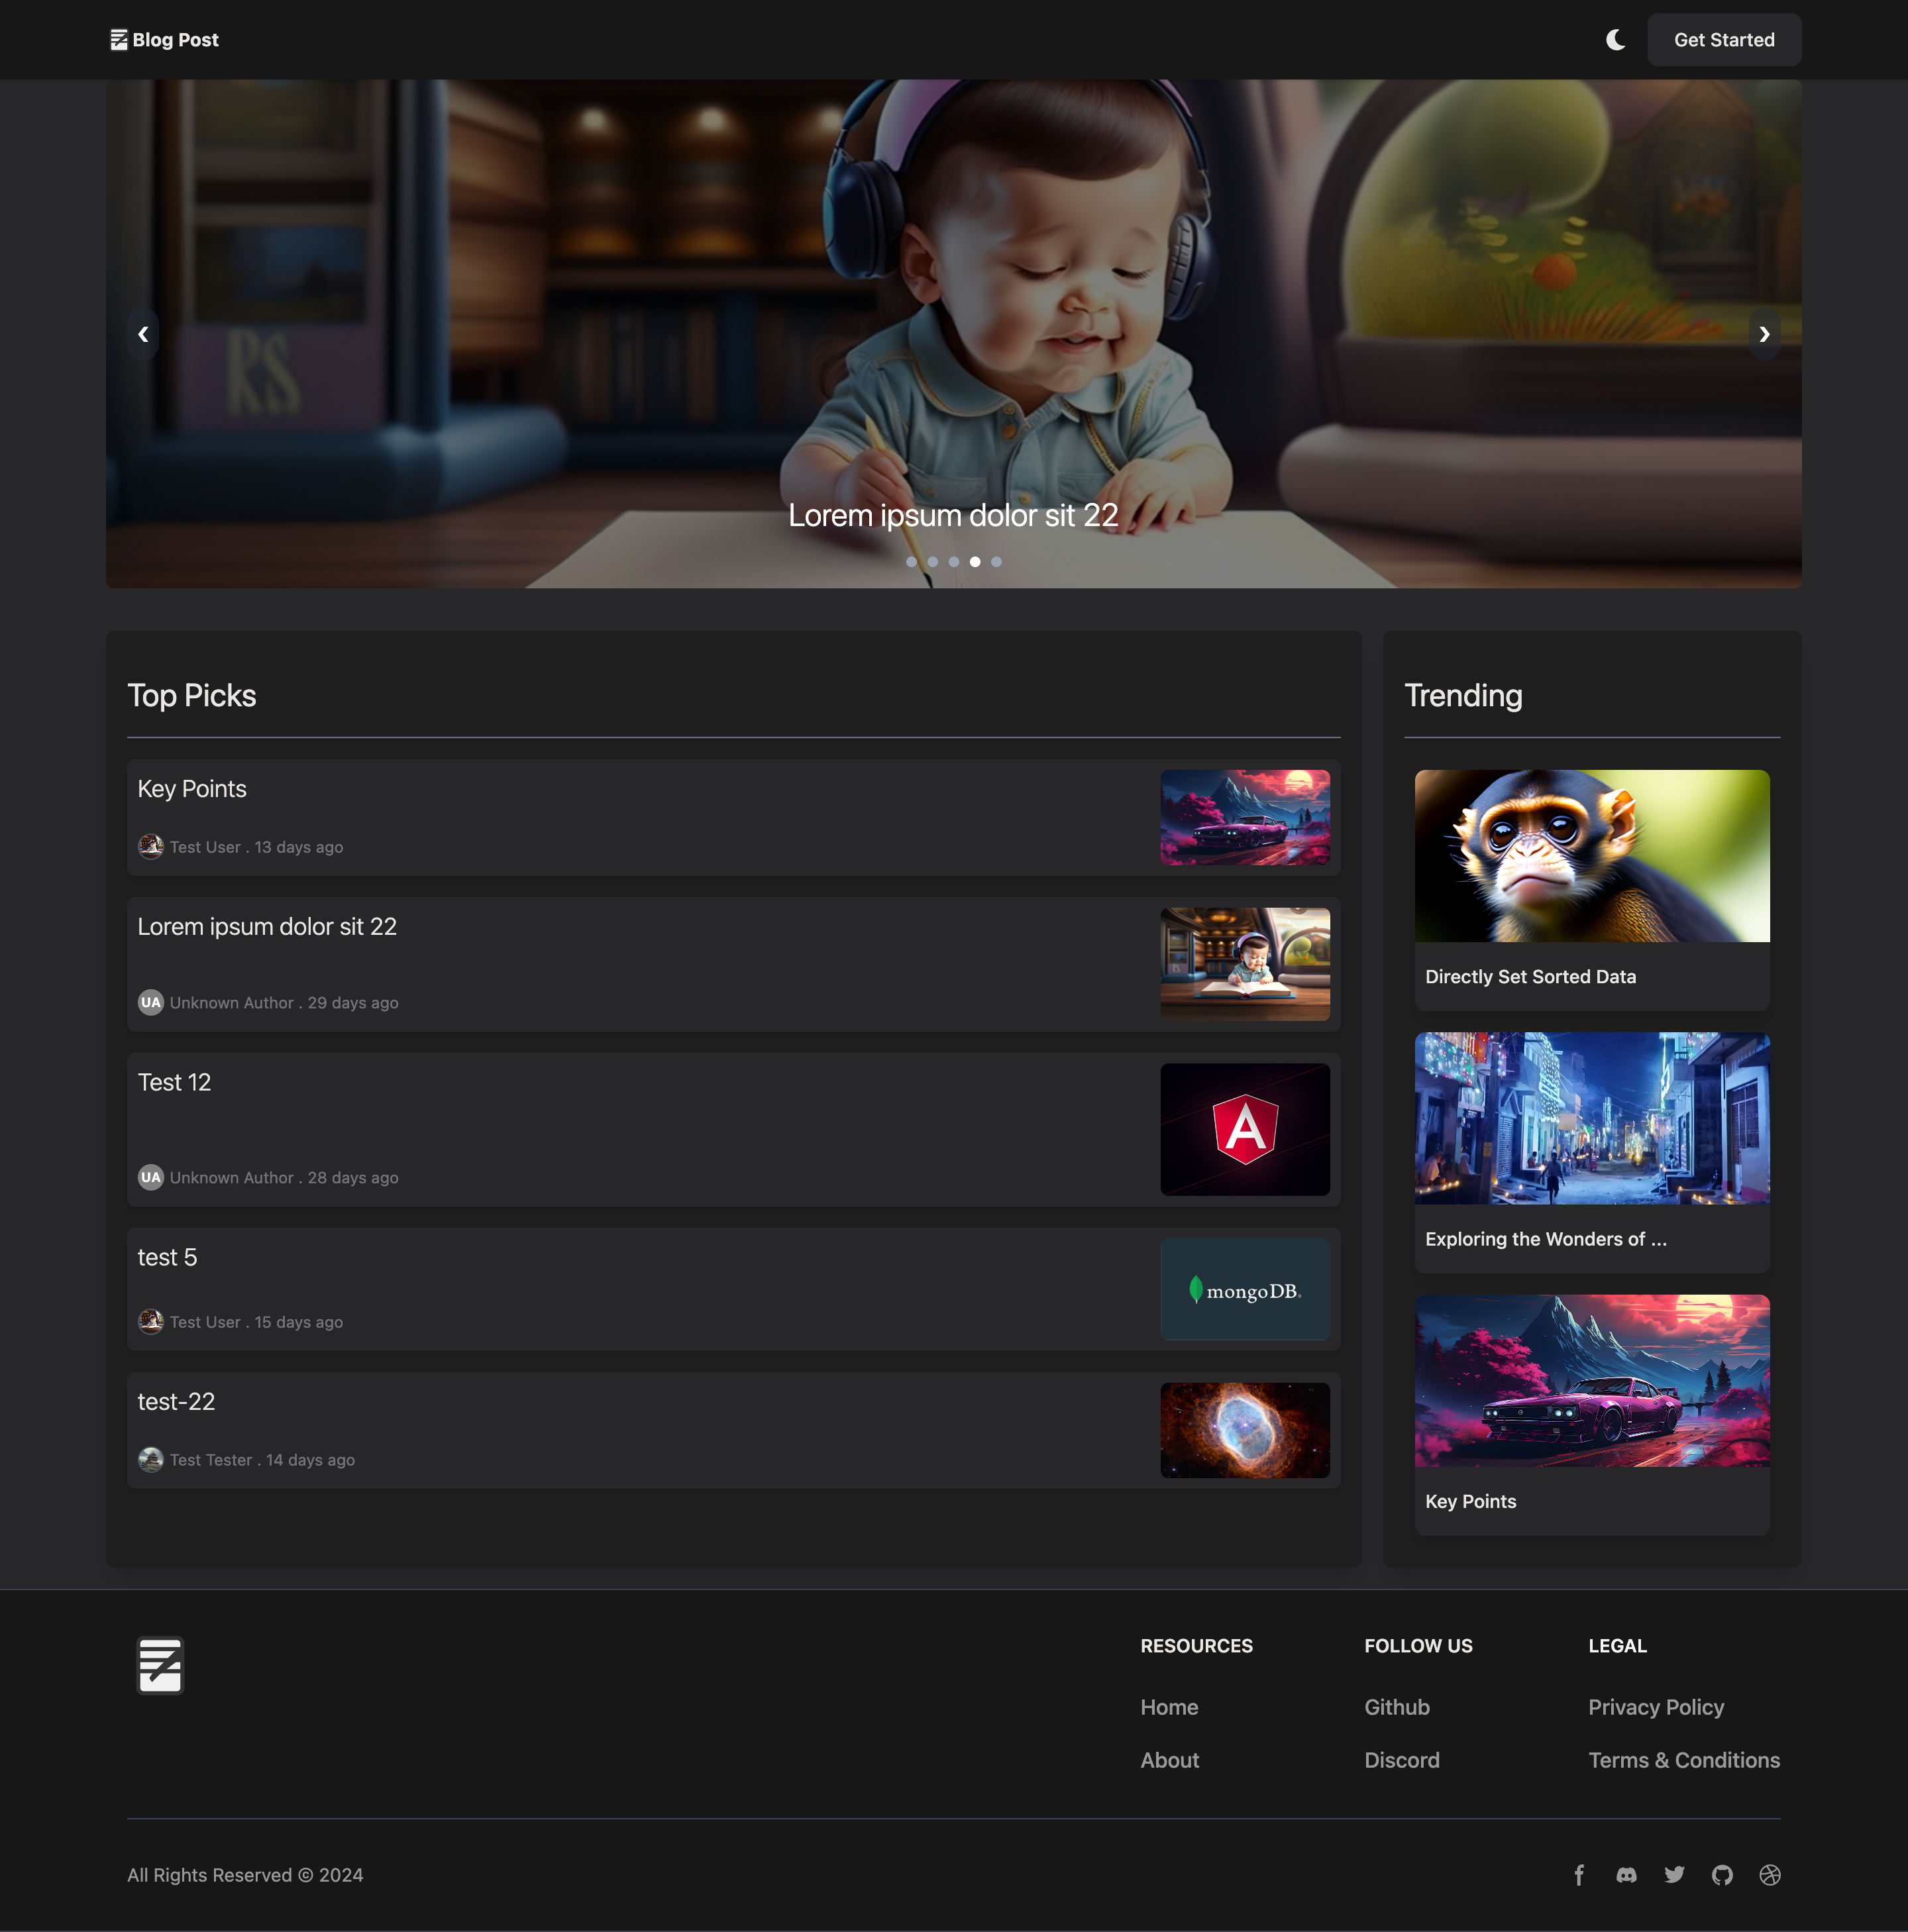 Blog Post
Get Started
RS
Lorem ipsum dolor sit 22
Top Picks
Key Points
Test User . 13 days ago
Lorem ipsum dolor sit 22
UA Unknown Author . 29 days ago
Test 12
A
UA Unknown Author . 28 days ago
test 5
mongoDB.
Test User . 15 days ago
test-22
Test Tester . 14 days ago
Trending
Directly Set Sorted Data
Exploring the Wonders of ...
Key Points
RESOURCES
Home
About
FOLLOW US
Github
Discord
LEGAL
Privacy Policy
Terms & Conditions
All Rights Reserved © 2024